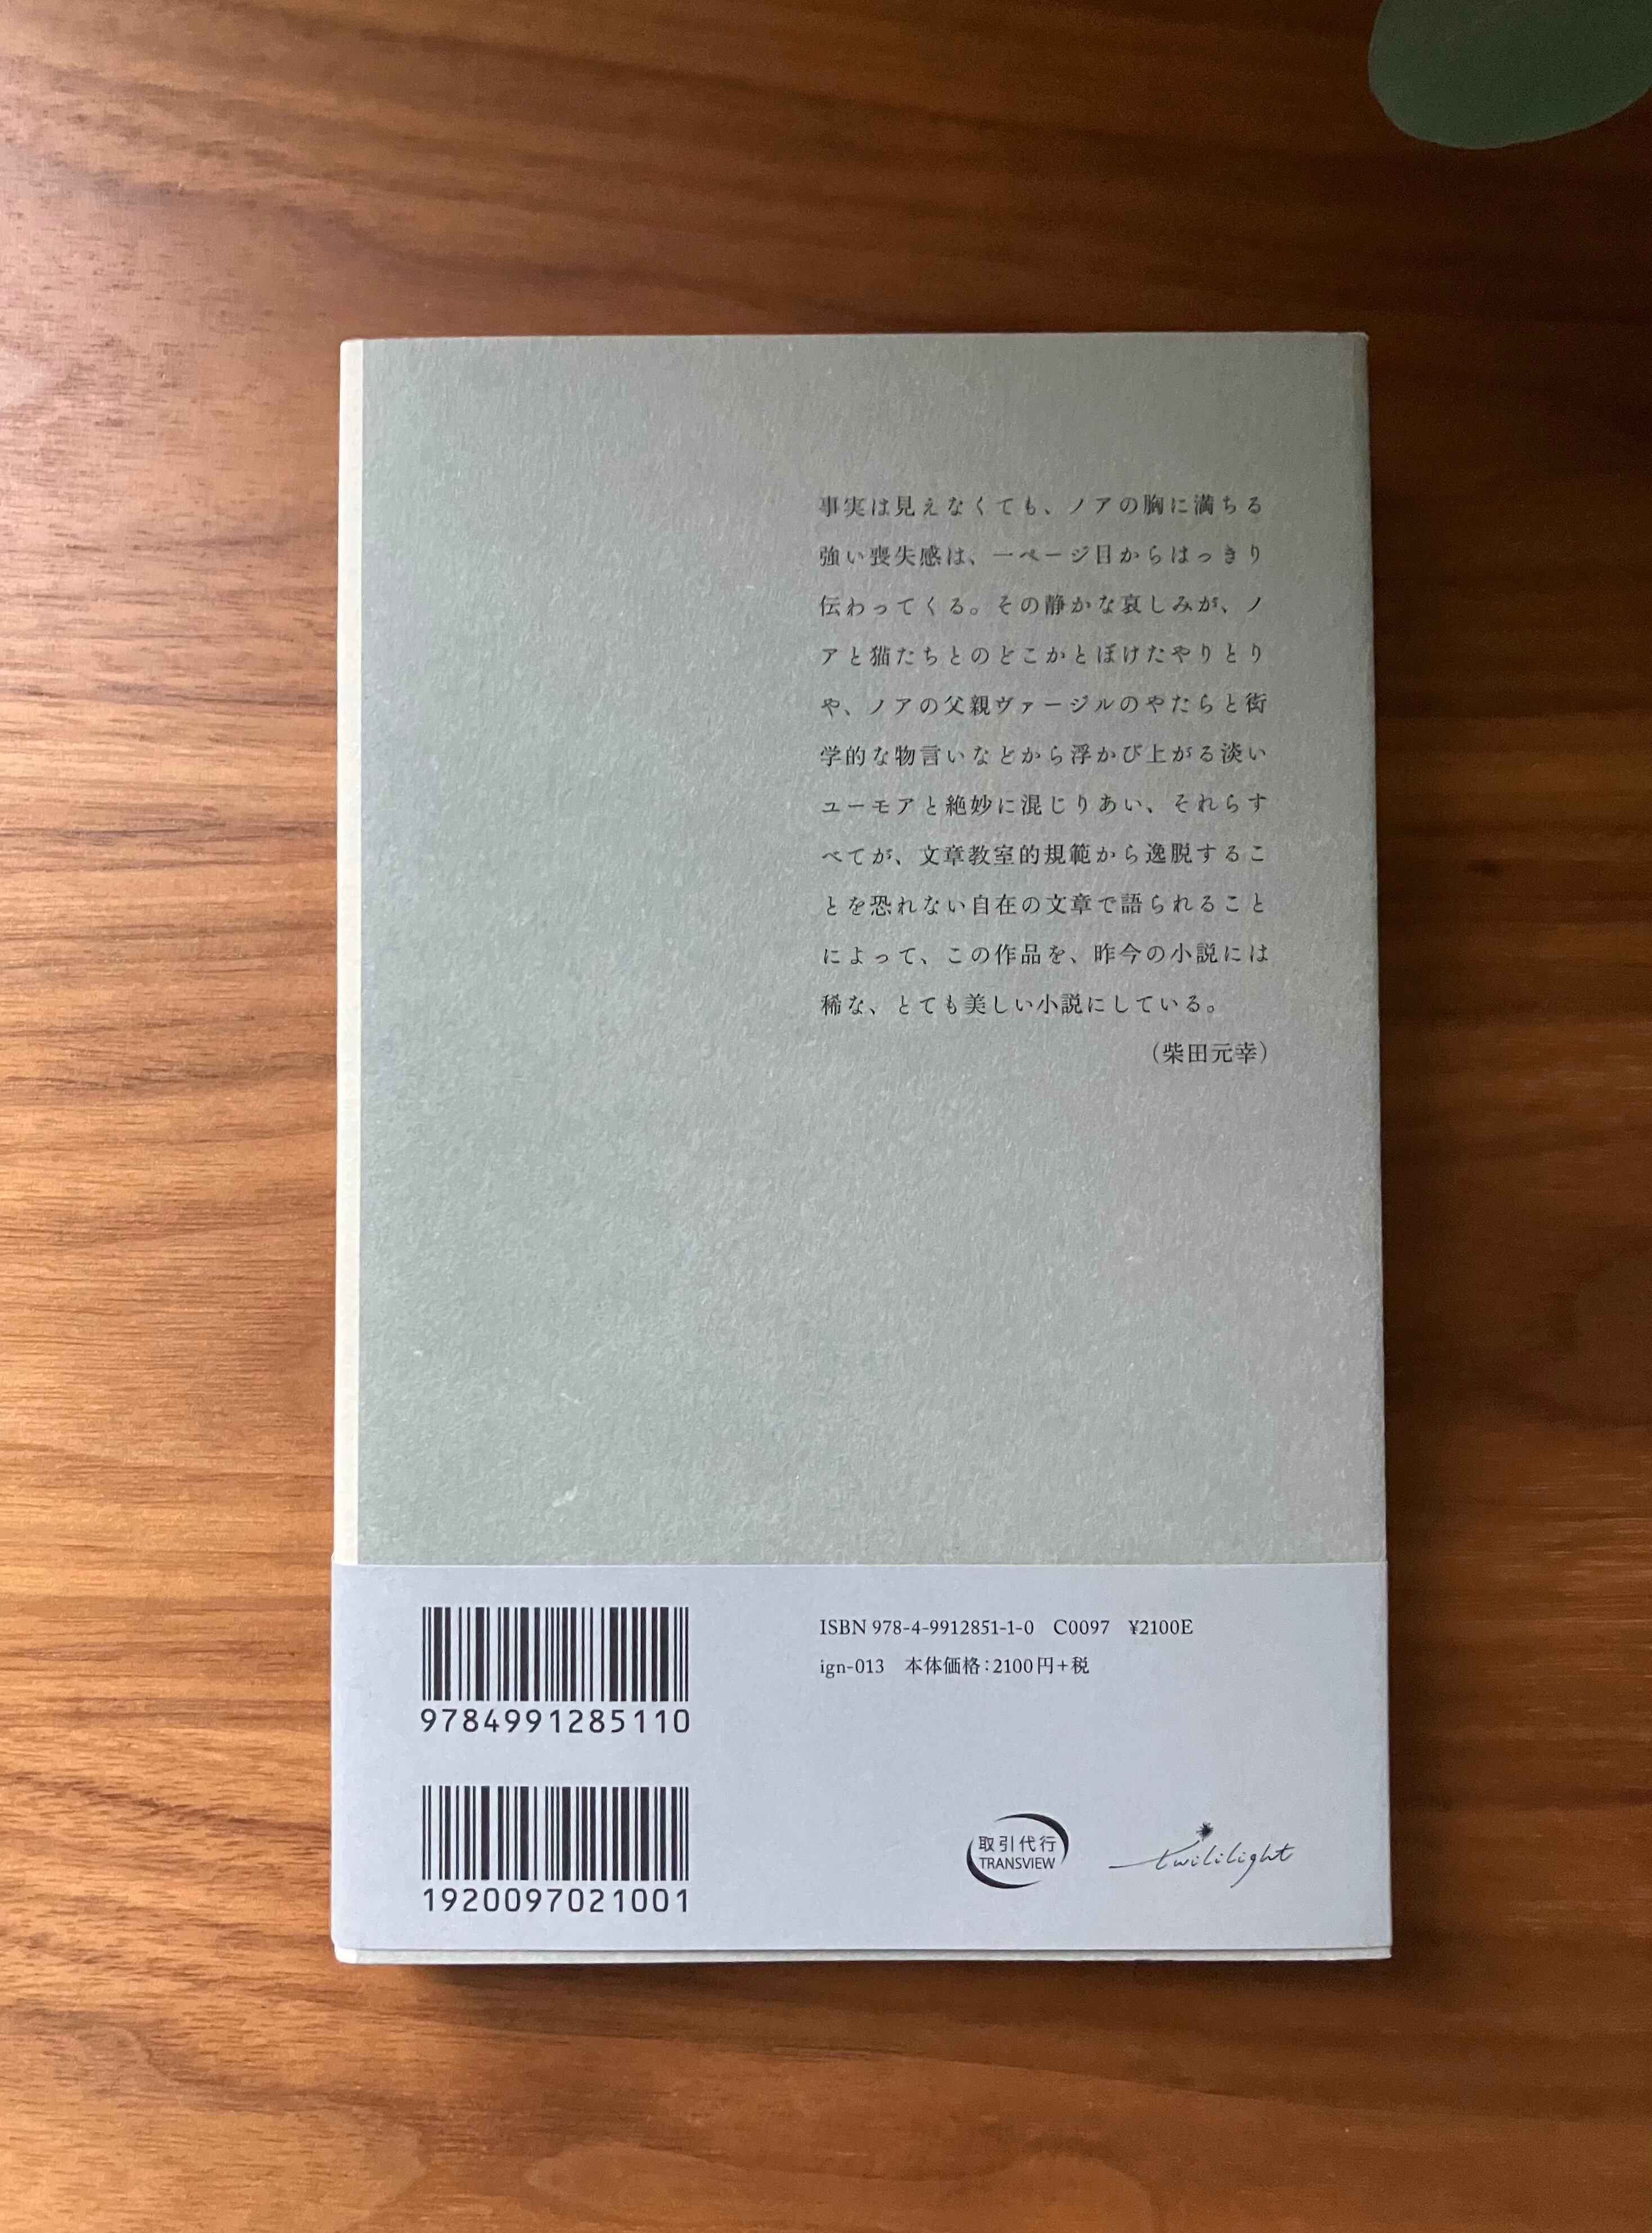 事実は見えなくても、ノアの胸に満ちる
強い喪失感は、一ページ目からはっきり
伝わってくる。その静かな哀しみが、ノ
アと猫たちとのどこかとぼけたやりとり
や、ノアの父親ヴァージルのやたらと衒
学的な物言いなどから浮かび上がる淡い
ユーモアと絶妙に混じりあい、それらす
べてが、文章教室的規範から逸脱するこ
とを恐れない自在の文章で語られること
によって、この作品を、昨今の小説には
稀な、とても美しい小説にしている。
（柴田元幸）
ISBN 978-4-9912851-1-0 C0097 ¥2100E
ign-013 本体価格：2100円＋税
9784991285110
1920097021001
取引代行
TRANSVIEW
twililight